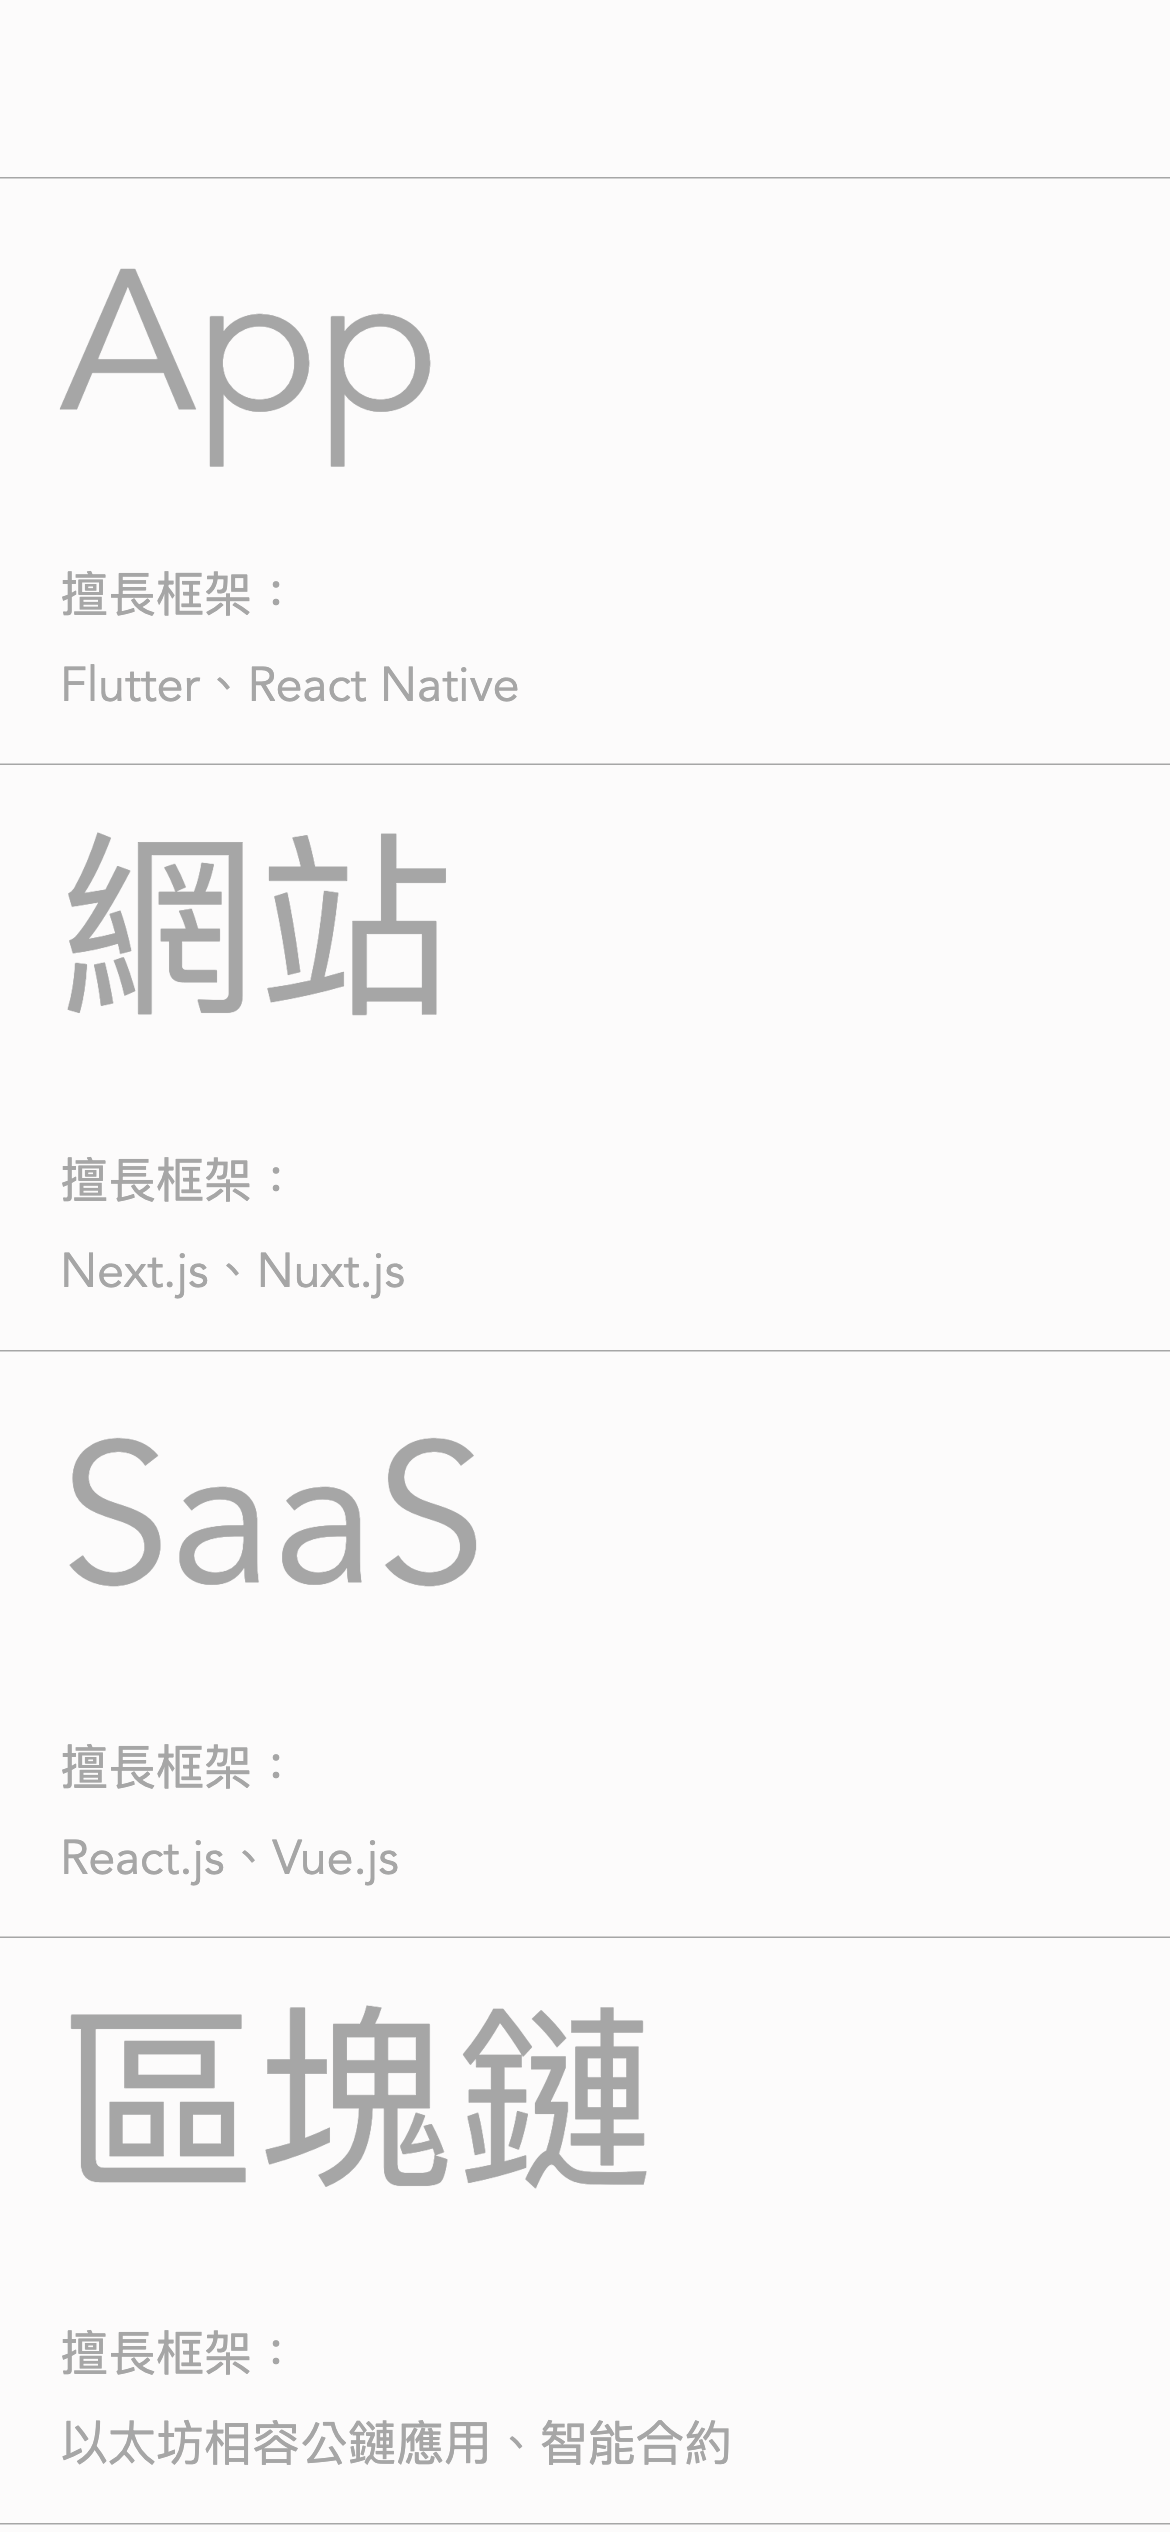 App
擅長框架：
Flutter、React Native
網站
擅長框架：
Next.js、Nuxt.js
SaaS
擅長框架：
React.js、Vue.js
區塊鏈
擅長框架：
以太坊相容公鏈應用、智能合約